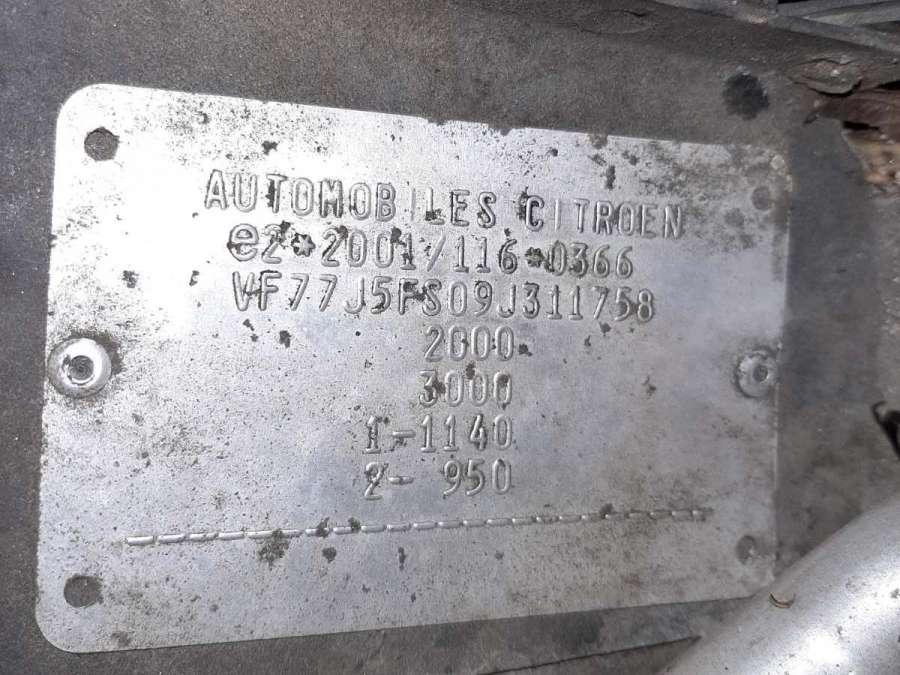 AUTOMOBILES CITROEN
e2*2001/116*0366
VF77J5FS09J311758
2000
3000
1-1140
2- 950